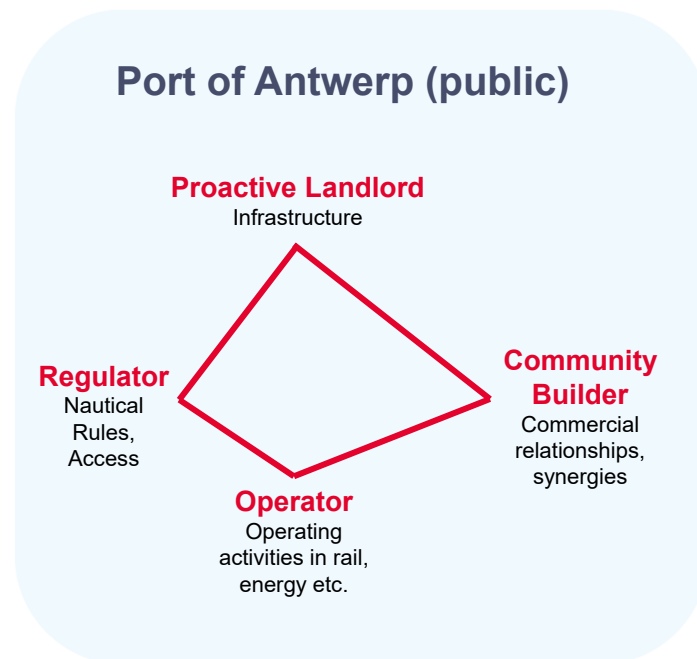 Port of Antwerp (public)
Proactive Landlord
Infrastructure
Regulator
Nautical
Rules,
Access
Community
Builder
Commercial
relationships,
synergies
Operator
Operating
activities in rail,
energy etc.